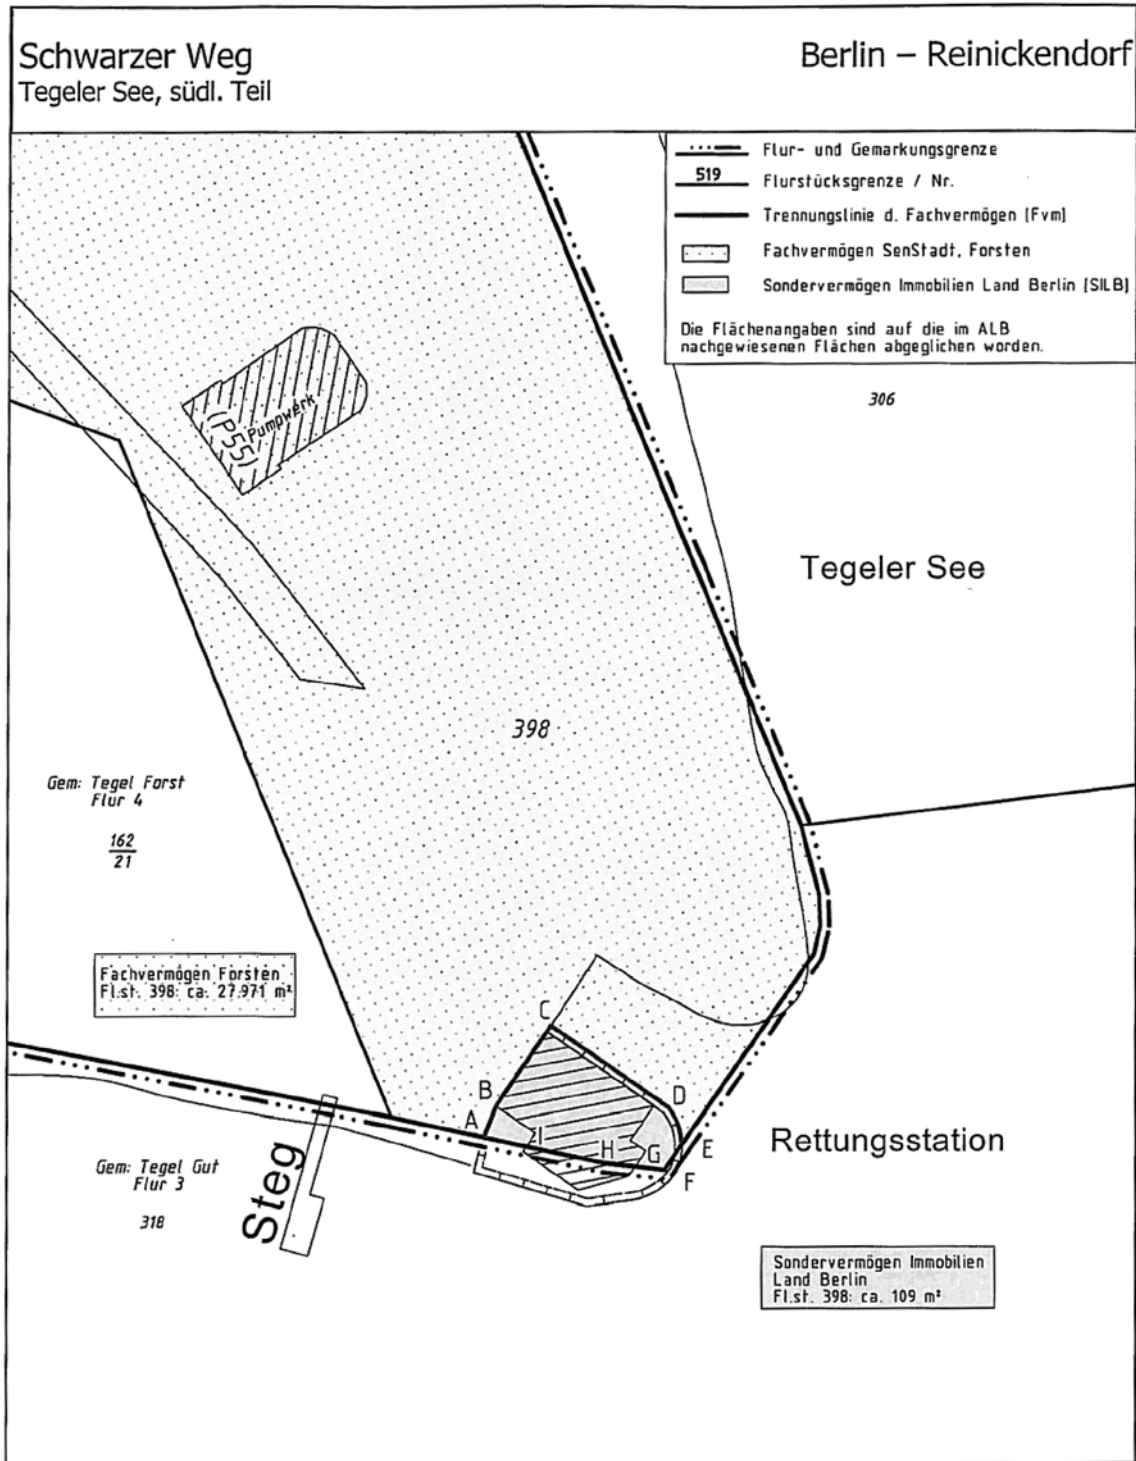 Schwarzer Weg
Tegeler See, südl. Teil
Berlin – Reinickendorf
Flur- und Gemarkungsgrenze
519
Flurstücksgrenze / Nr.
Trennungslinie d. Fachvermögen (Fvm)
Fachvermögen SenStadt, Forsten
Sondervermögen Immobilien Land Berlin (SILB)
Die Flächenangaben sind auf die im ALB
nachgewiesenen Flächen abgeglichen worden.
306
Pumpwerk
(PSS)
Tegeler See
398
Gem: Tegel Forst
Flur 4
162
21
Fachvermögen Forsten
Fl.st. 398: ca. 27.971 m²
C
B
D
A
I
H
G
E
F
Rettungsstation
Gem: Tegel Gut
Flur 3
318
Steg
Sondervermögen Immobilien
Land Berlin
Fl.st. 398: ca. 109 m²